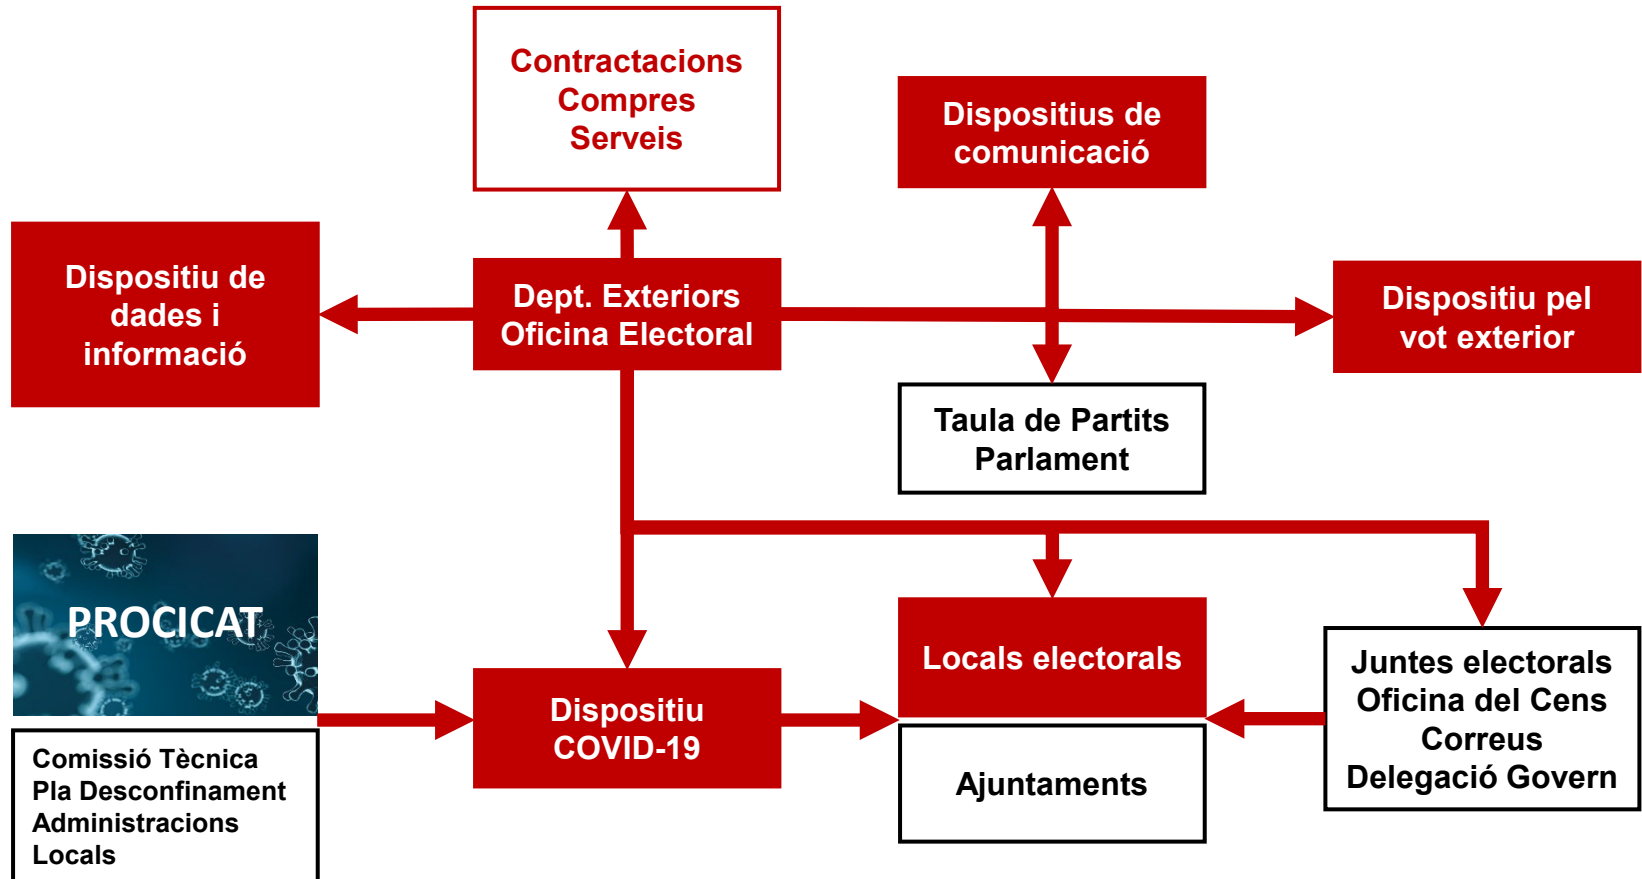 Contractacions
Compres
Serveis
Dispositius de
comunicació
Dispositiu de
dades i
informació
Dept. Exteriors
Oficina Electoral
Dispositiu pel
vot exterior
Taula de Partits
Parlament
PROCICAT
Comissió Tècnica
Pla Desconfinament
Administracions
Locals
Dispositiu
COVID-19
Locals electorals
Ajuntaments
Juntes electorals
Oficina del Cens
Correus
Delegació Govern